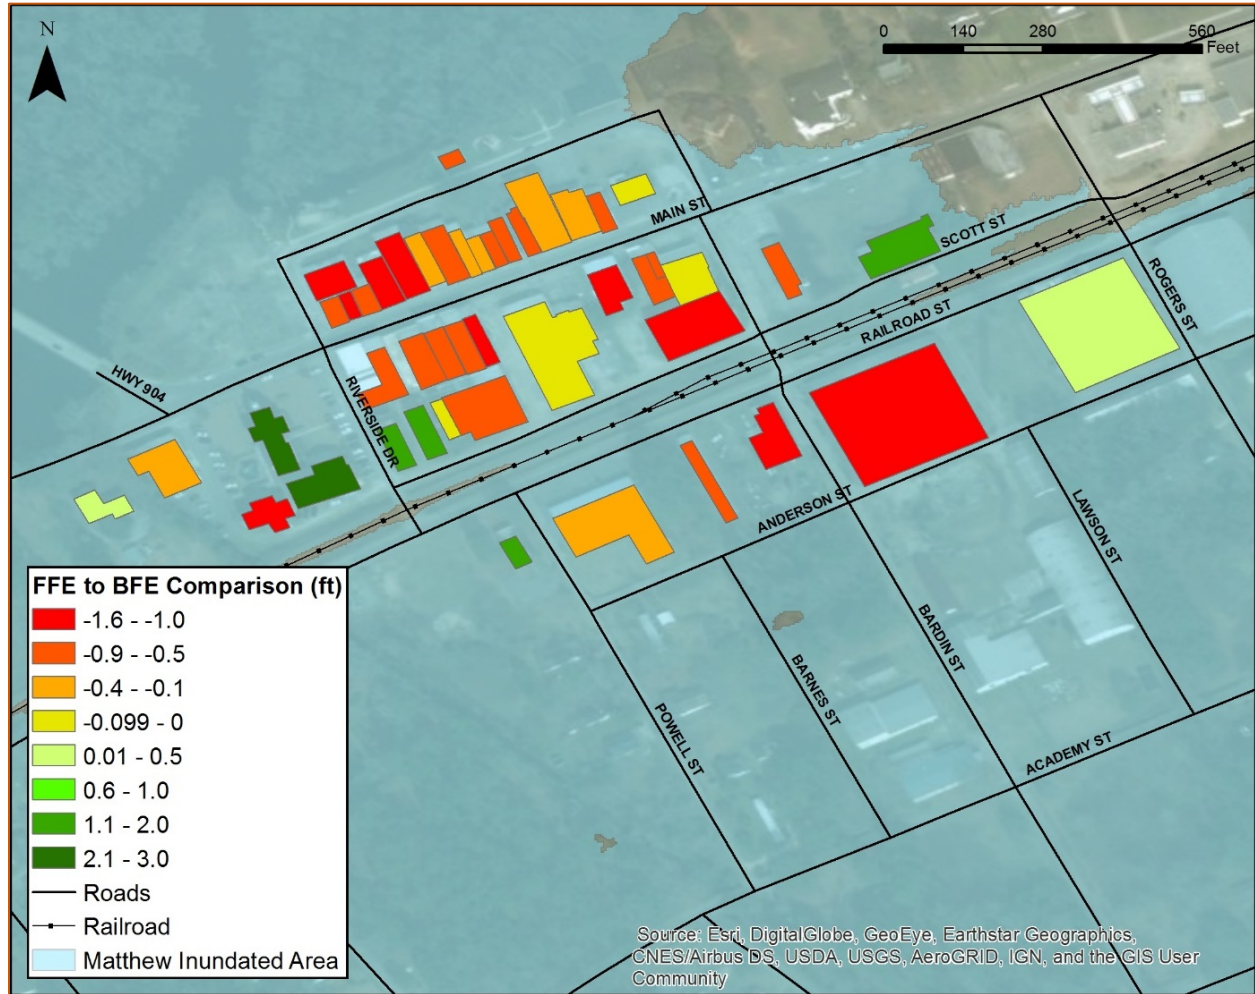 N
0 140 280 560
Feet
MAIN ST
SCOTT ST
ROGERS ST
RAILROAD ST
HWY 904
RIVERSIDE DR
ANDERSON ST
LAWSON ST
BARDIN ST
BARNES ST
POWELL ST
ACADEMY ST
FFE to BFE Comparison (ft)
-1.6 - -1.0
-0.9 - -0.5
-0.4 - -0.1
-0.099 - 0
0.01 - 0.5
0.6 - 1.0
1.1 - 2.0
2.1 - 3.0
Roads
Railroad
Matthew Inundated Area
Source: Esri, DigitalGlobe, GeoEye, Earthstar Geographics,
CNES/Airbus DS, USDA, USGS, AeroGRID, IGN, and the GIS User
Community